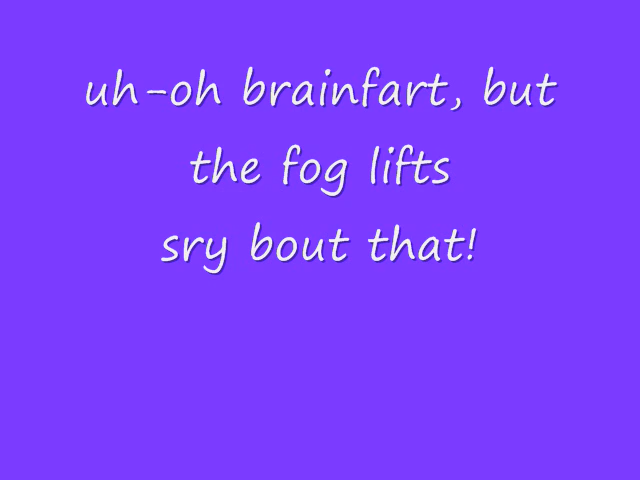 uh-oh brainfart, but
the fog lifts
sry bout that!